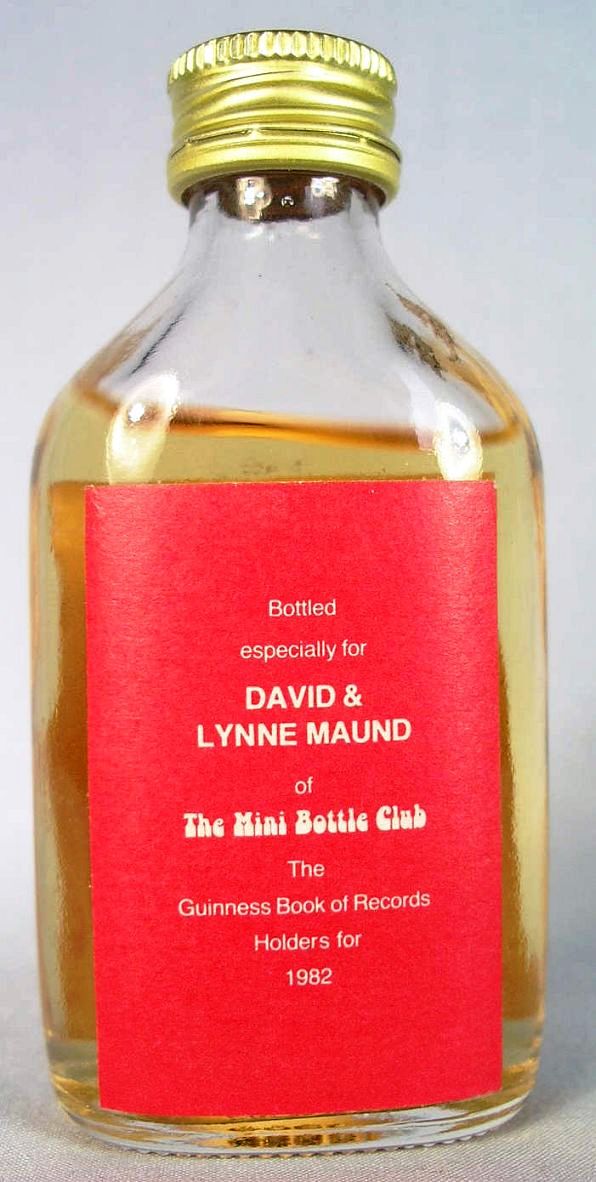 Bottled
especially for
DAVID &
LYNNE MAUND
of
The Mini Bottle Club
The
Guinness Book of Records
Holders for
1982